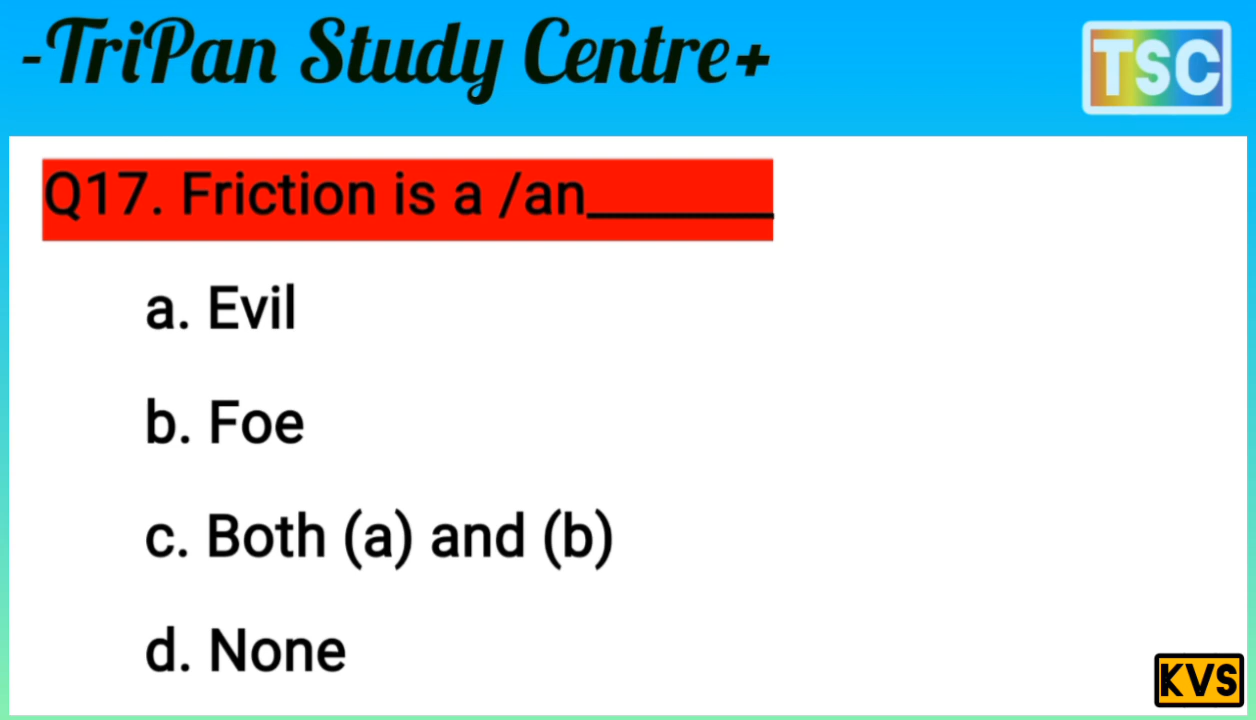 -TriPan Study Centre+
TSC
Q17. Friction is a /an_______
a. Evil
b. Foe
c. Both (a) and (b)
d. None
KVS